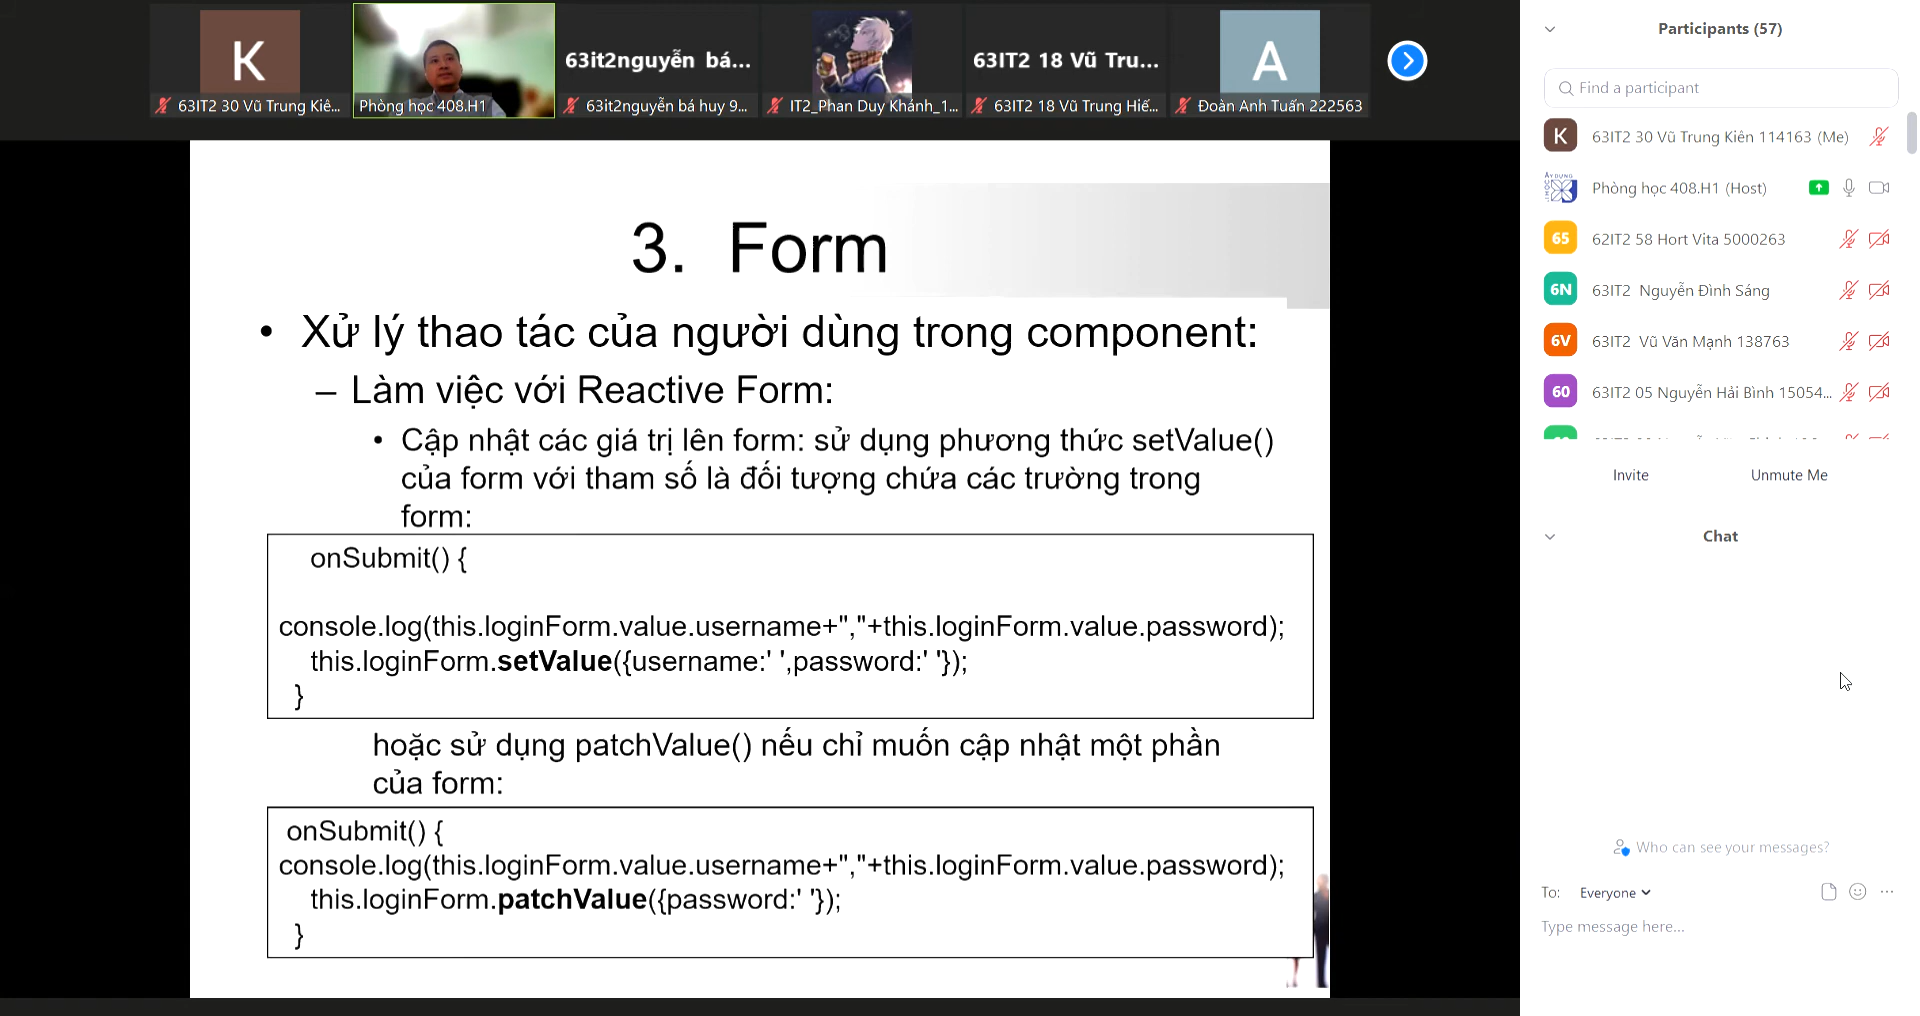 K
63IT2 30 Vũ Trung Kiê...
Phòng học 408.H1
63it2nguyễn bá...
63it2nguyễn bá huy 9...
IT2_Phan Duy Khánh_1...
63IT2 18 Vũ Tru...
63IT2 18 Vũ Trung Hiế...
A
Đoàn Anh Tuấn 222563
3. Form
• Xử lý thao tác của người dùng trong component:
– Làm việc với Reactive Form:
• Cập nhật các giá trị lên form: sử dụng phương thức setValue()
của form với tham số là đối tượng chứa các trường trong
form:
onSubmit() {
console.log(this.loginForm.value.username+","+this.loginForm.value.password);
this.loginForm.setValue({username:' ',password:' '});
}
hoặc sử dụng patchValue() nếu chỉ muốn cập nhật một phần
của form:
onSubmit() {
console.log(this.loginForm.value.username+","+this.loginForm.value.password);
this.loginForm.patchValue({password:' '});
}
Participants (57)
Find a participant
K 63IT2 30 Vũ Trung Kiên 114163 (Me)
Phòng học 408.H1 (Host)
65 62IT2 58 Hort Vita 5000263
6N 63IT2 Nguyễn Đình Sáng
6V 63IT2 Vũ Văn Mạnh 138763
60 63IT2 05 Nguyễn Hải Bình 15054...
Invite
Unmute Me
Chat
Who can see your messages?
To: Everyone
Type message here...